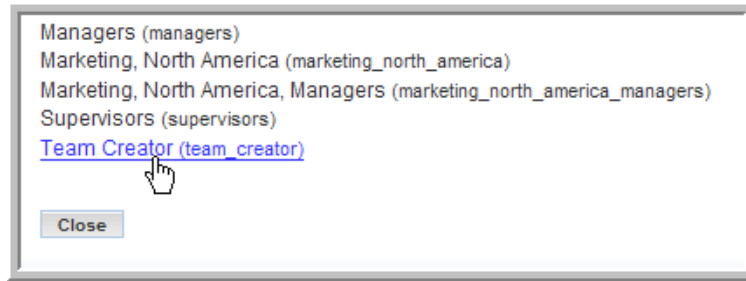 Managers (managers)
Marketing, North America (marketing_north_america)
Marketing, North America, Managers (marketing_north_america_managers)
Supervisors (supervisors)
Team Creator (team_creator)
Close